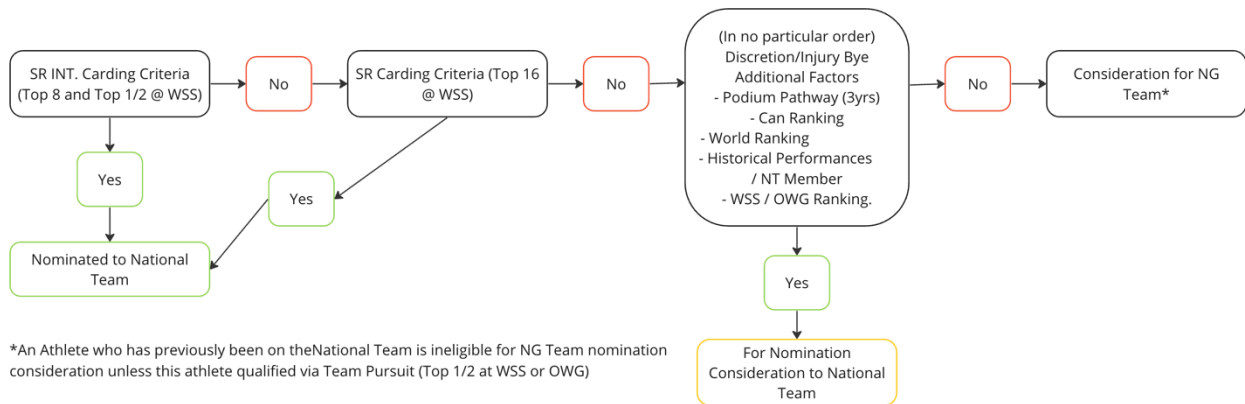 SR INT. Carding Criteria
(Top 8 and Top 1/2 @ WSS)
No
SR Carding Criteria (Top 16
@ WSS)
No
(In no particular order)
Discretion/Injury Bye
Additional Factors
- Podium Pathway (3yrs)
- Can Ranking
- World Ranking
- Historical Performances
/ NT Member
- WSS / OWG Ranking.
No
Consideration for NG
Team*
Yes
Yes
Nominated to National
Team
Yes
For Nomination
Consideration to National
Team
*An Athlete who has previously been on theNational Team is ineligible for NG Team nomination
consideration unless this athlete qualified via Team Pursuit (Top 1/2 at WSS or OWG)